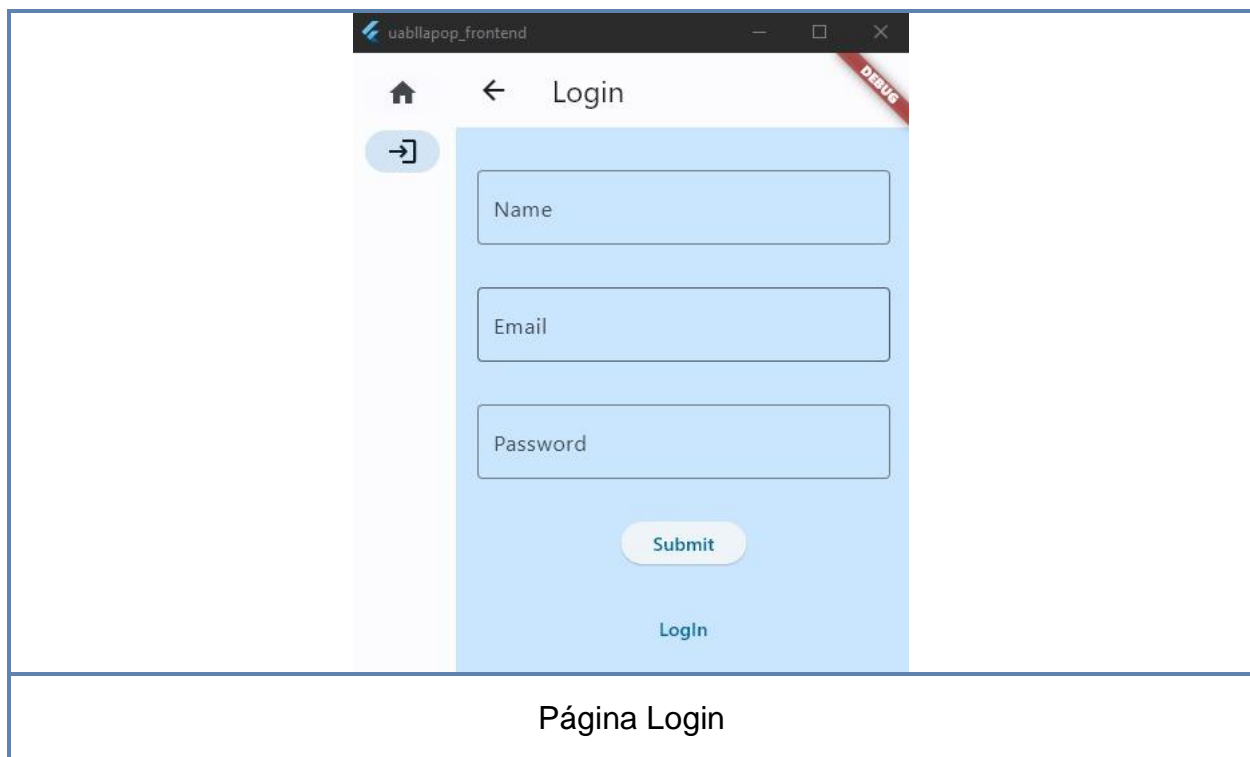 uabllapop_frontend
DEBUG
Login
Name
Email
Password
Submit
LogIn
Página Login